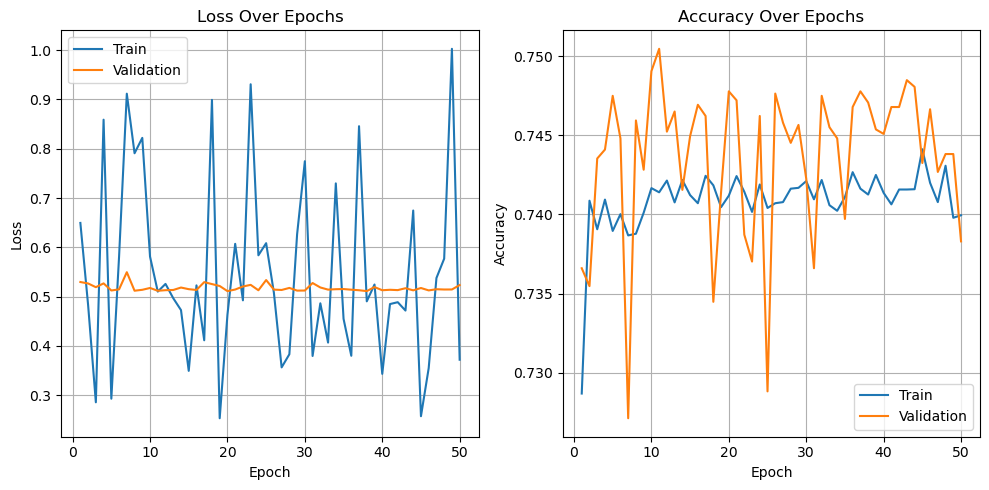 Loss Over Epochs
Train
Validation
1.0
0.9
0.8
0.7
0.6
0.5
0.4
0.3
Loss
0
10
20
30
40
50
Epoch
Accuracy Over Epochs
0.750
0.745
0.740
0.735
0.730
Accuracy
Train
Validation
0
10
20
30
40
50
Epoch